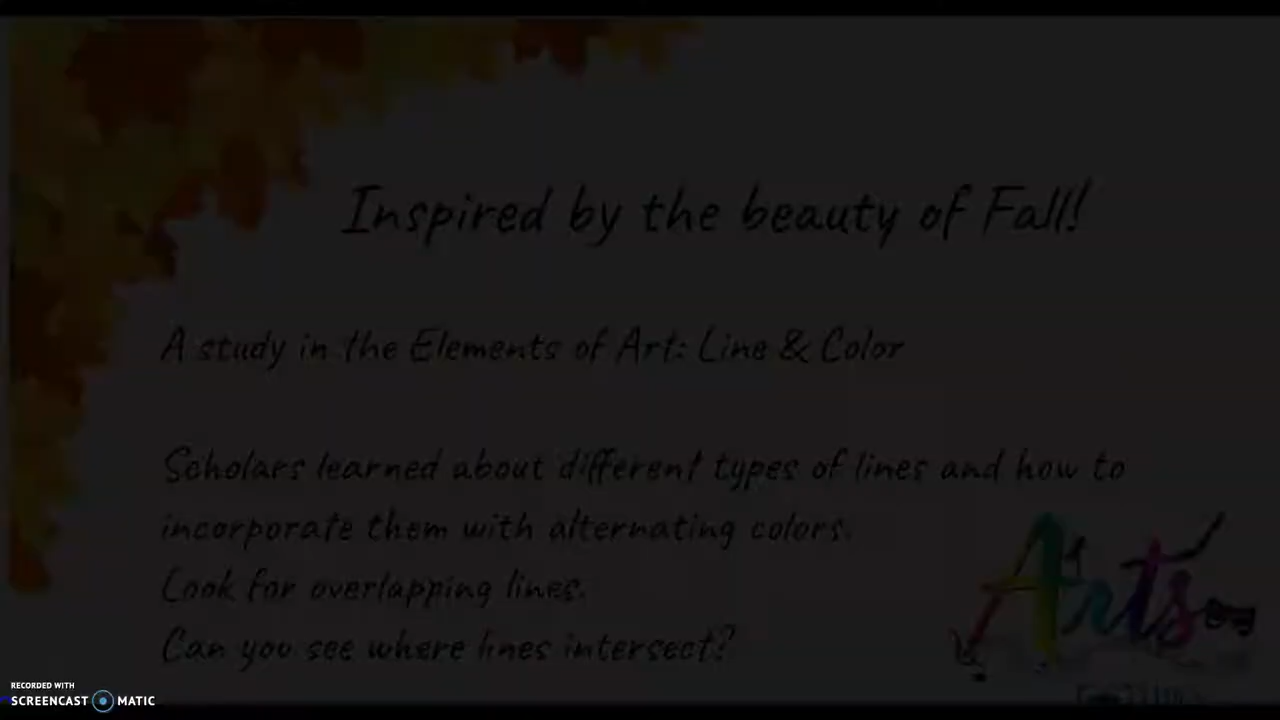 Inspired by the beauty of Fall!
A study in the Elements of Art: Line & Color
Scholars learned about different types of lines and how to
incorporate them with alternating colors.
Look for overlapping lines.
Can you see where lines intersect?
Arts
RECORDED WITH
SCREENCAST MATIC